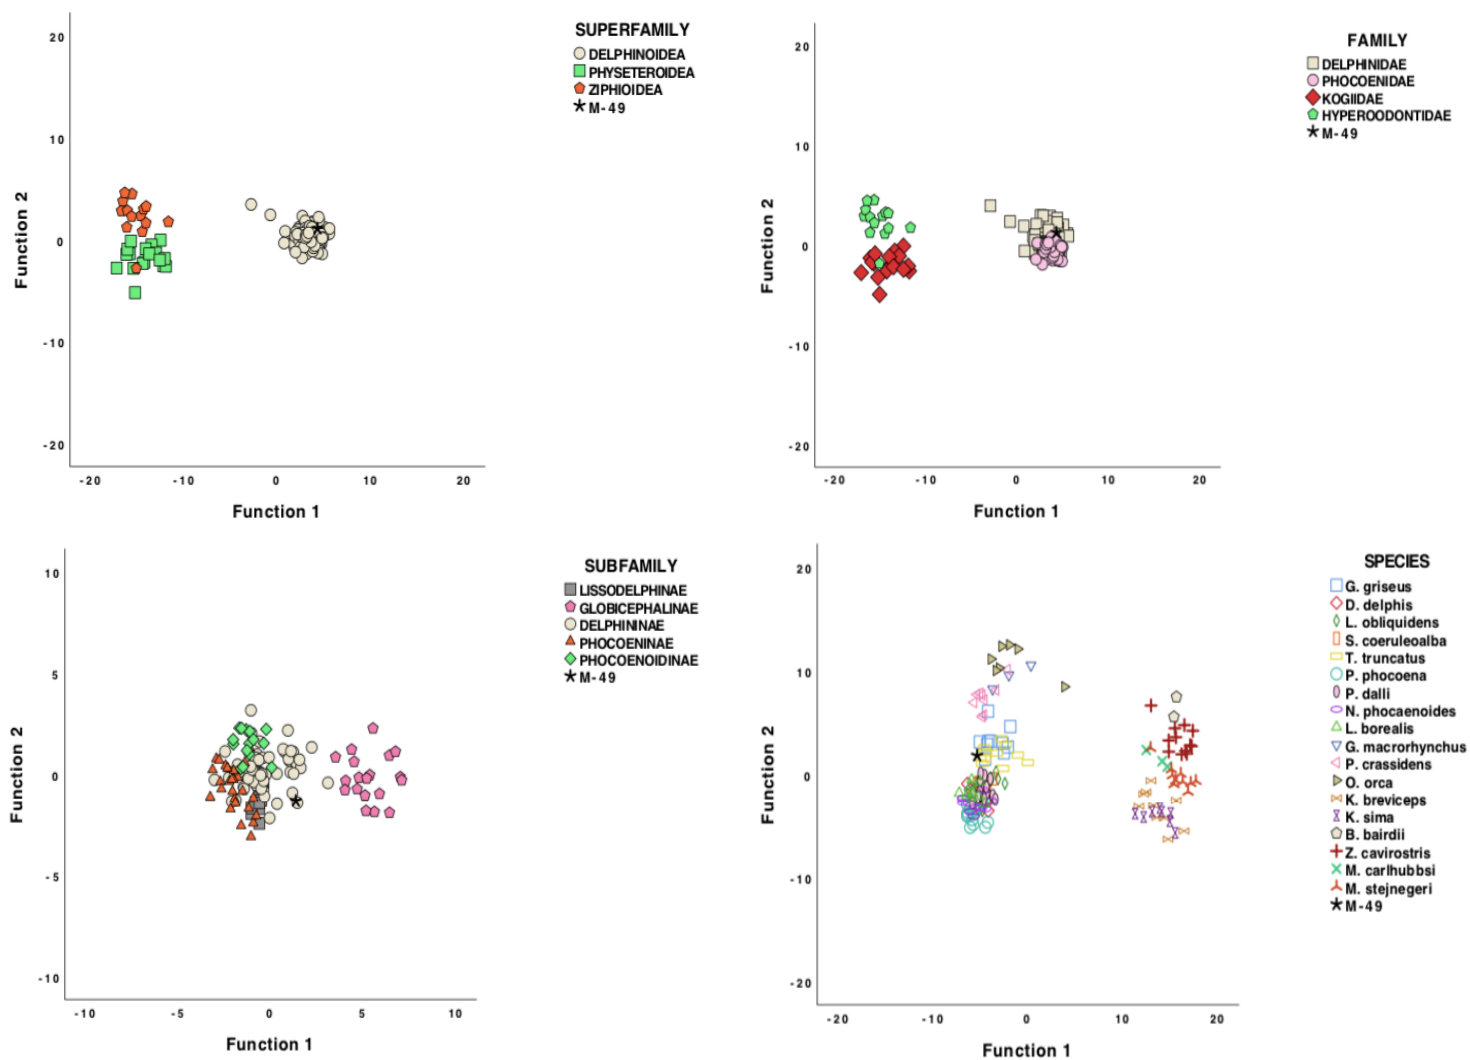 SUPERFAMILY
DELPHINOIDEA
PHYSETEROIDEA
ZIPHIOIDEA
M-49
20
10
0
-10
-20
Function 2
-20
-10
0
10
20
Function 1
FAMILY
DELPHINIDAE
PHOCOENIDAE
KOGIIDAE
HYPEROODONTIDAE
M-49
20
10
0
-10
-20
Function 2
-20
-10
0
10
20
Function 1
SUBFAMILY
LISSODELPHINAE
GLOBICEPHALINAE
DELPHININAE
PHOCOENINAE
PHOCOENOIDINAE
M-49
10
5
0
-5
-10
Function 2
-10
-5
0
5
10
Function 1
SPECIES
G. griseus
D. delphis
L. obliquidens
S. coeruleoalba
T. truncatus
P. phocoena
P. dalli
N. phocaenoides
L. borealis
G. macrorhynchus
P. crassidens
O. orca
K. breviceps
K. sima
B. bairdii
Z. cavirostris
M. carlhubbsi
M. stejnegeri
M-49
20
10
0
-10
-20
Function 2
-20
-10
0
10
20
Function 1